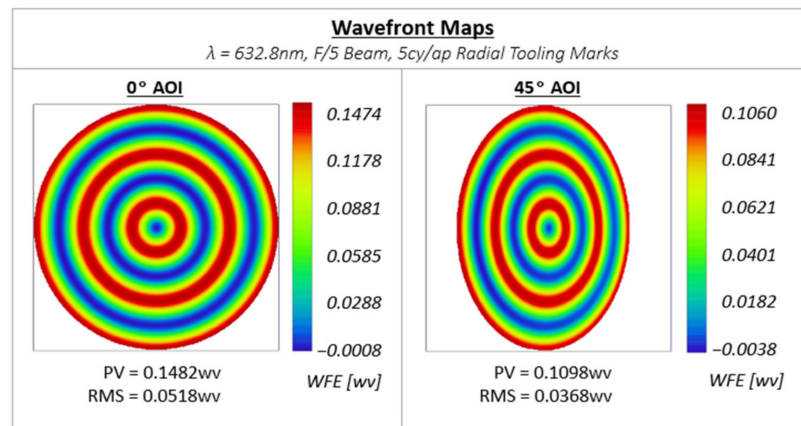 Wavefront Maps
λ = 632.8nm, F/5 Beam, 5cy/ap Radial Tooling Marks
0° AOI
0.1474
0.1178
0.0881
0.0585
0.0288
−0.0008
PV = 0.1482wv
RMS = 0.0518wv
WFE [wv]
45° AOI
0.1060
0.0841
0.0621
0.0401
0.0182
−0.0038
PV = 0.1098wv
RMS = 0.0368wv
WFE [wv]